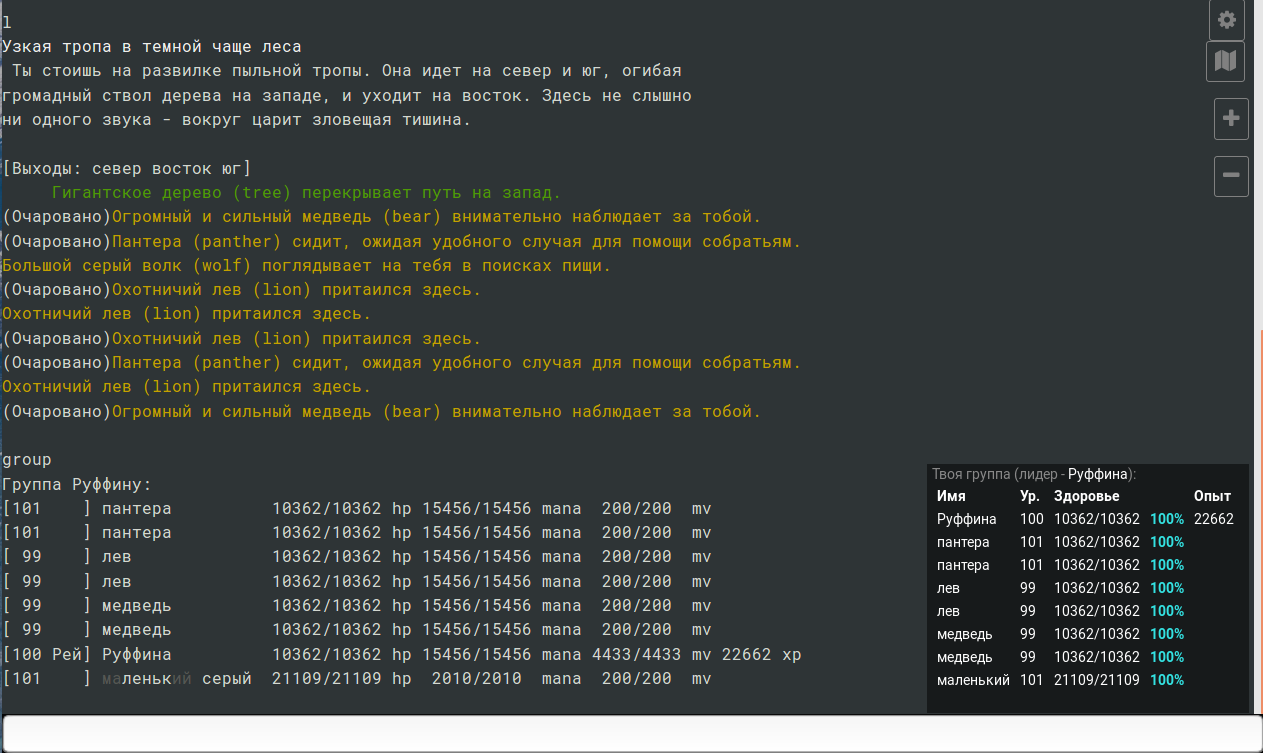 l
Узкая тропа в темной чаще леса
Ты стоишь на развилке пыльной тропы. Она идет на север и юг, огибая
громадный ствол дерева на западе, и уходит на восток. Здесь не слышно
ни одного звука - вокруг царит зловещая тишина.
[Выходы: север восток юг]
Гигантское дерево (tree) перекрывает путь на запад.
(Очаровано)Огромный и сильный медведь (bear) внимательно наблюдает за тобой.
(Очаровано)Пантера (panther) сидит, ожидая удобного случая для помощи собратьям.
Большой серый волк (wolf) поглядывает на тебя в поисках пищи.
(Очаровано)Охотничий лев (lion) притаился здесь.
Охотничий лев (lion) притаился здесь.
(Очаровано)Охотничий лев (lion) притаился здесь.
(Очаровано)Пантера (panther) сидит, ожидая удобного случая для помощи собратьям.
Охотничий лев (lion) притаился здесь.
(Очаровано)Огромный и сильный медведь (bear) внимательно наблюдает за тобой.
group
Группа Руффину:
[101    ] пантера          10362/10362 hp 15456/15456 mana  200/200  mv
[101    ] пантера          10362/10362 hp 15456/15456 mana  200/200  mv
[ 99    ] лев              10362/10362 hp 15456/15456 mana  200/200  mv
[ 99    ] лев              10362/10362 hp 15456/15456 mana  200/200  mv
[ 99    ] медведь          10362/10362 hp 15456/15456 mana  200/200  mv
[ 99    ] медведь          10362/10362 hp 15456/15456 mana  200/200  mv
[100 Рей] Руффина          10362/10362 hp 15456/15456 mana 4433/4433 mv 22662 xp
[101    ] маленький серый  21109/21109 hp  2010/2010  mana  200/200  mv
Твоя группа (лидер - Руффина):
Имя Ур. Здоровье Опыт
Руффина 100 10362/10362 100% 22662
пантера 101 10362/10362 100%
пантера 101 10362/10362 100%
лев 99 10362/10362 100%
лев 99 10362/10362 100%
медведь 99 10362/10362 100%
медведь 99 10362/10362 100%
маленький 101 21109/21109 100%